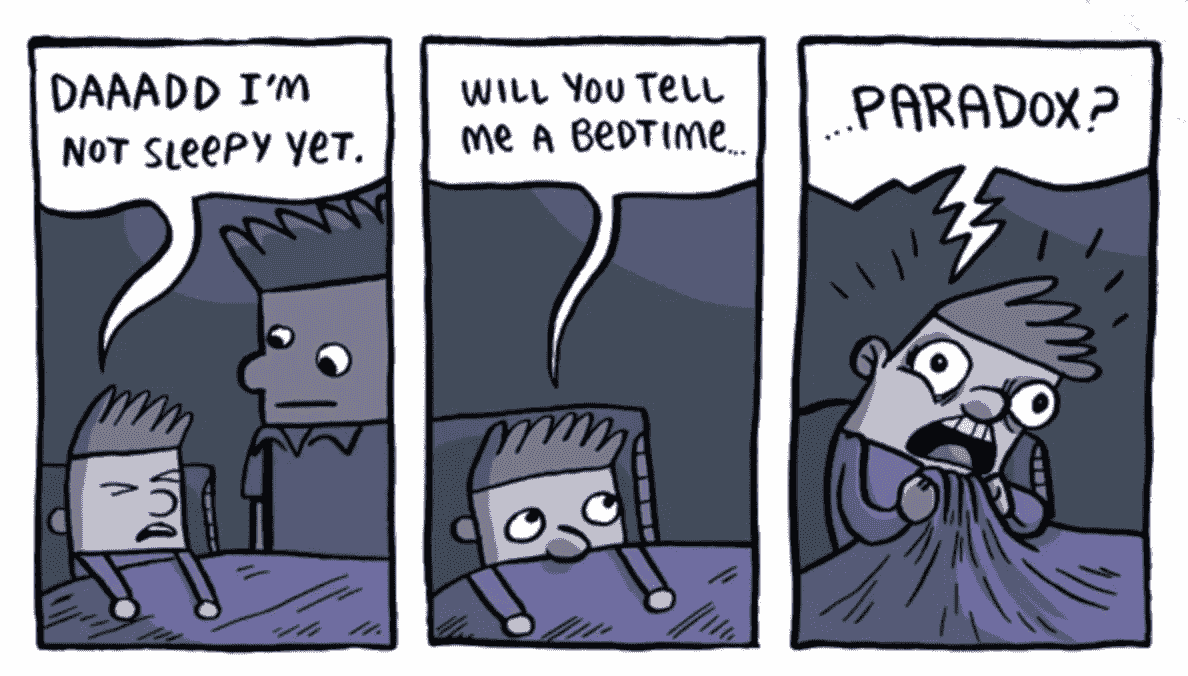 DAAADD I'M
NOT SLEEPY YET.
WILL YOU TELL
ME A BEDTIME...
...PARADOX?